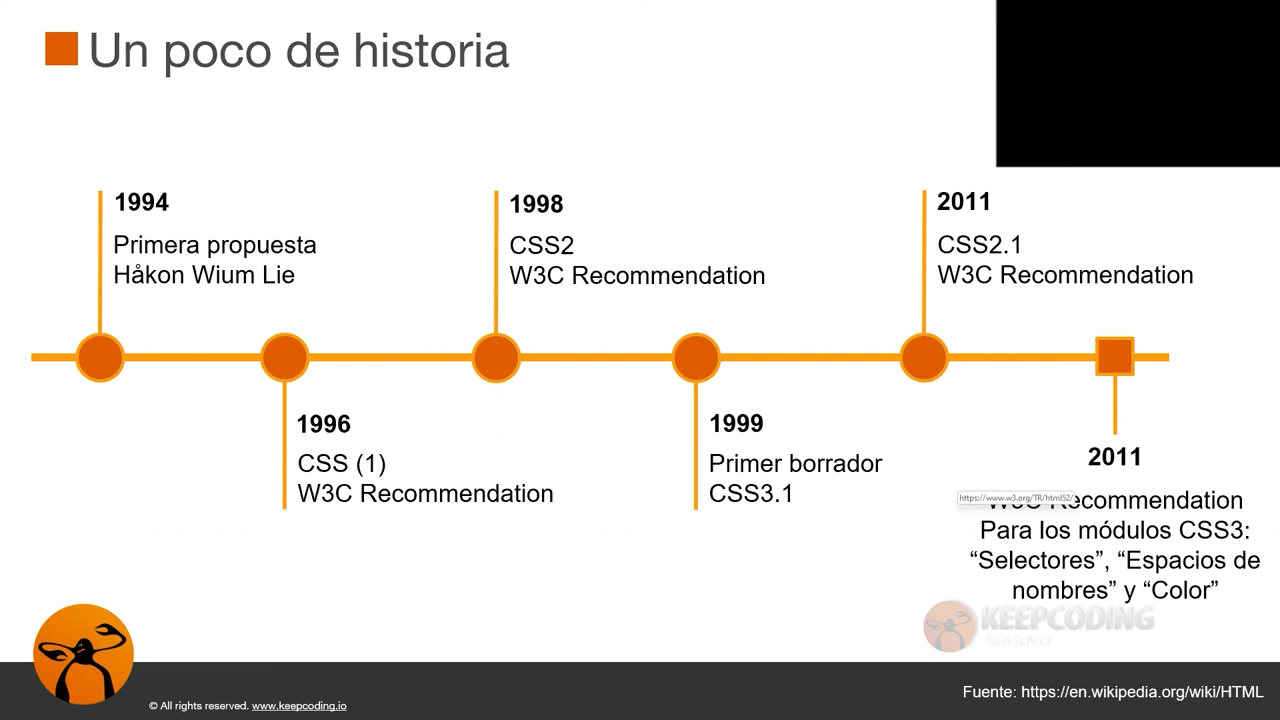 Un poco de historia
1994
Primera propuesta
Håkon Wium Lie
1998
CSS2
W3C Recommendation
2011
CSS2.1
W3C Recommendation
1996
CSS (1)
W3C Recommendation
1999
Primer borrador
CSS3.1
2011
https://www.w3.org/TR/html52/
W3C Recommendation
Para los módulos CSS3:
“Selectores”, “Espacios de
nombres” y “Color”
KEEPCODING
Tech School
© All rights reserved. www.keepcoding.io
Fuente: https://en.wikipedia.org/wiki/HTML